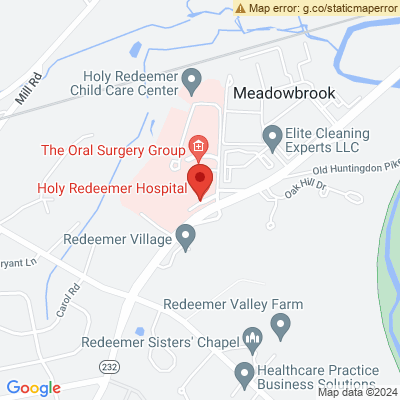 Map error: g.co/staticmaperror
Mill Rd
Holy Redeemer
Child Care Center
Meadowbrook
The Oral Surgery Group
Elite Cleaning
Experts LLC
Old Huntingdon Pike
Holy Redeemer Hospital
Oak Hill Dr
Redeemer Village
ryant Ln
Carol Rd
Redeemer Valley Farm
Redeemer Sisters' Chapel
232
Healthcare Practice
Business Solutions
Google
Map data ©2024